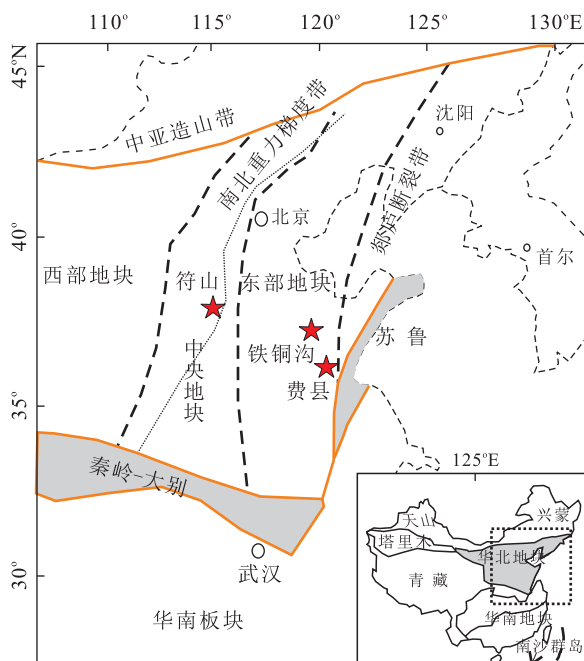 110° 115° 120° 125° 130°E
45°N
沈阳
中亚造山带
南北重力梯度带
郯庐断裂带
北京
40°
首尔
西部地块
符山
东部地块
苏鲁
铁铜沟
中央地块
费县
35°
秦岭-大别
125°E
天山
兴蒙
塔里木
华北地块
30°
武汉
青藏
华南板块
华南地块
南沙群岛